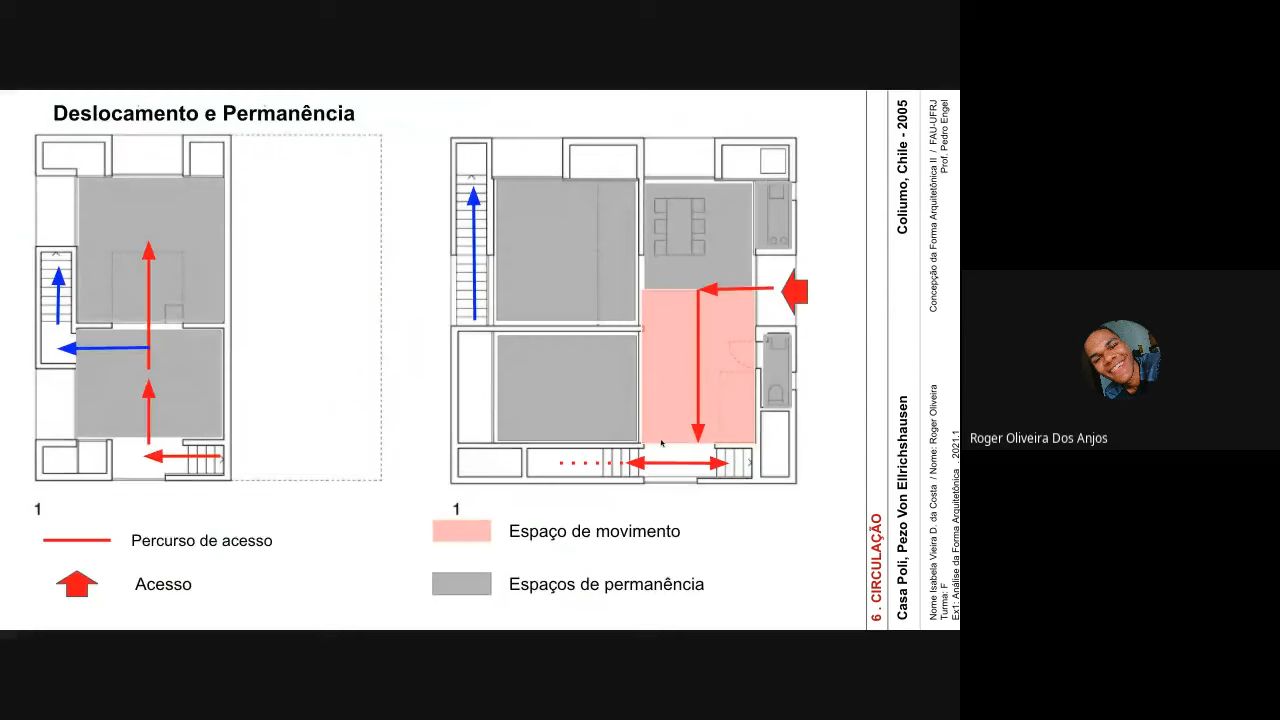 Deslocamento e Permanência
1
Percurso de acesso
Acesso
1
Espaço de movimento
Espaços de permanência
6 . CIRCULAÇÃO
Casa Poli, Pezo Von Ellrichshausen
Coliumo, Chile - 2005
Concepção da Forma Arquitetônica II / FAU-UFRJ
Prof. Pedro Engel
Nome Isabela Vieira D. da Costa / Nome: Roger Oliveira
Turma: F
Ex1: Análise da Forma Arquitetônica . 2021.1
Roger Oliveira Dos Anjos